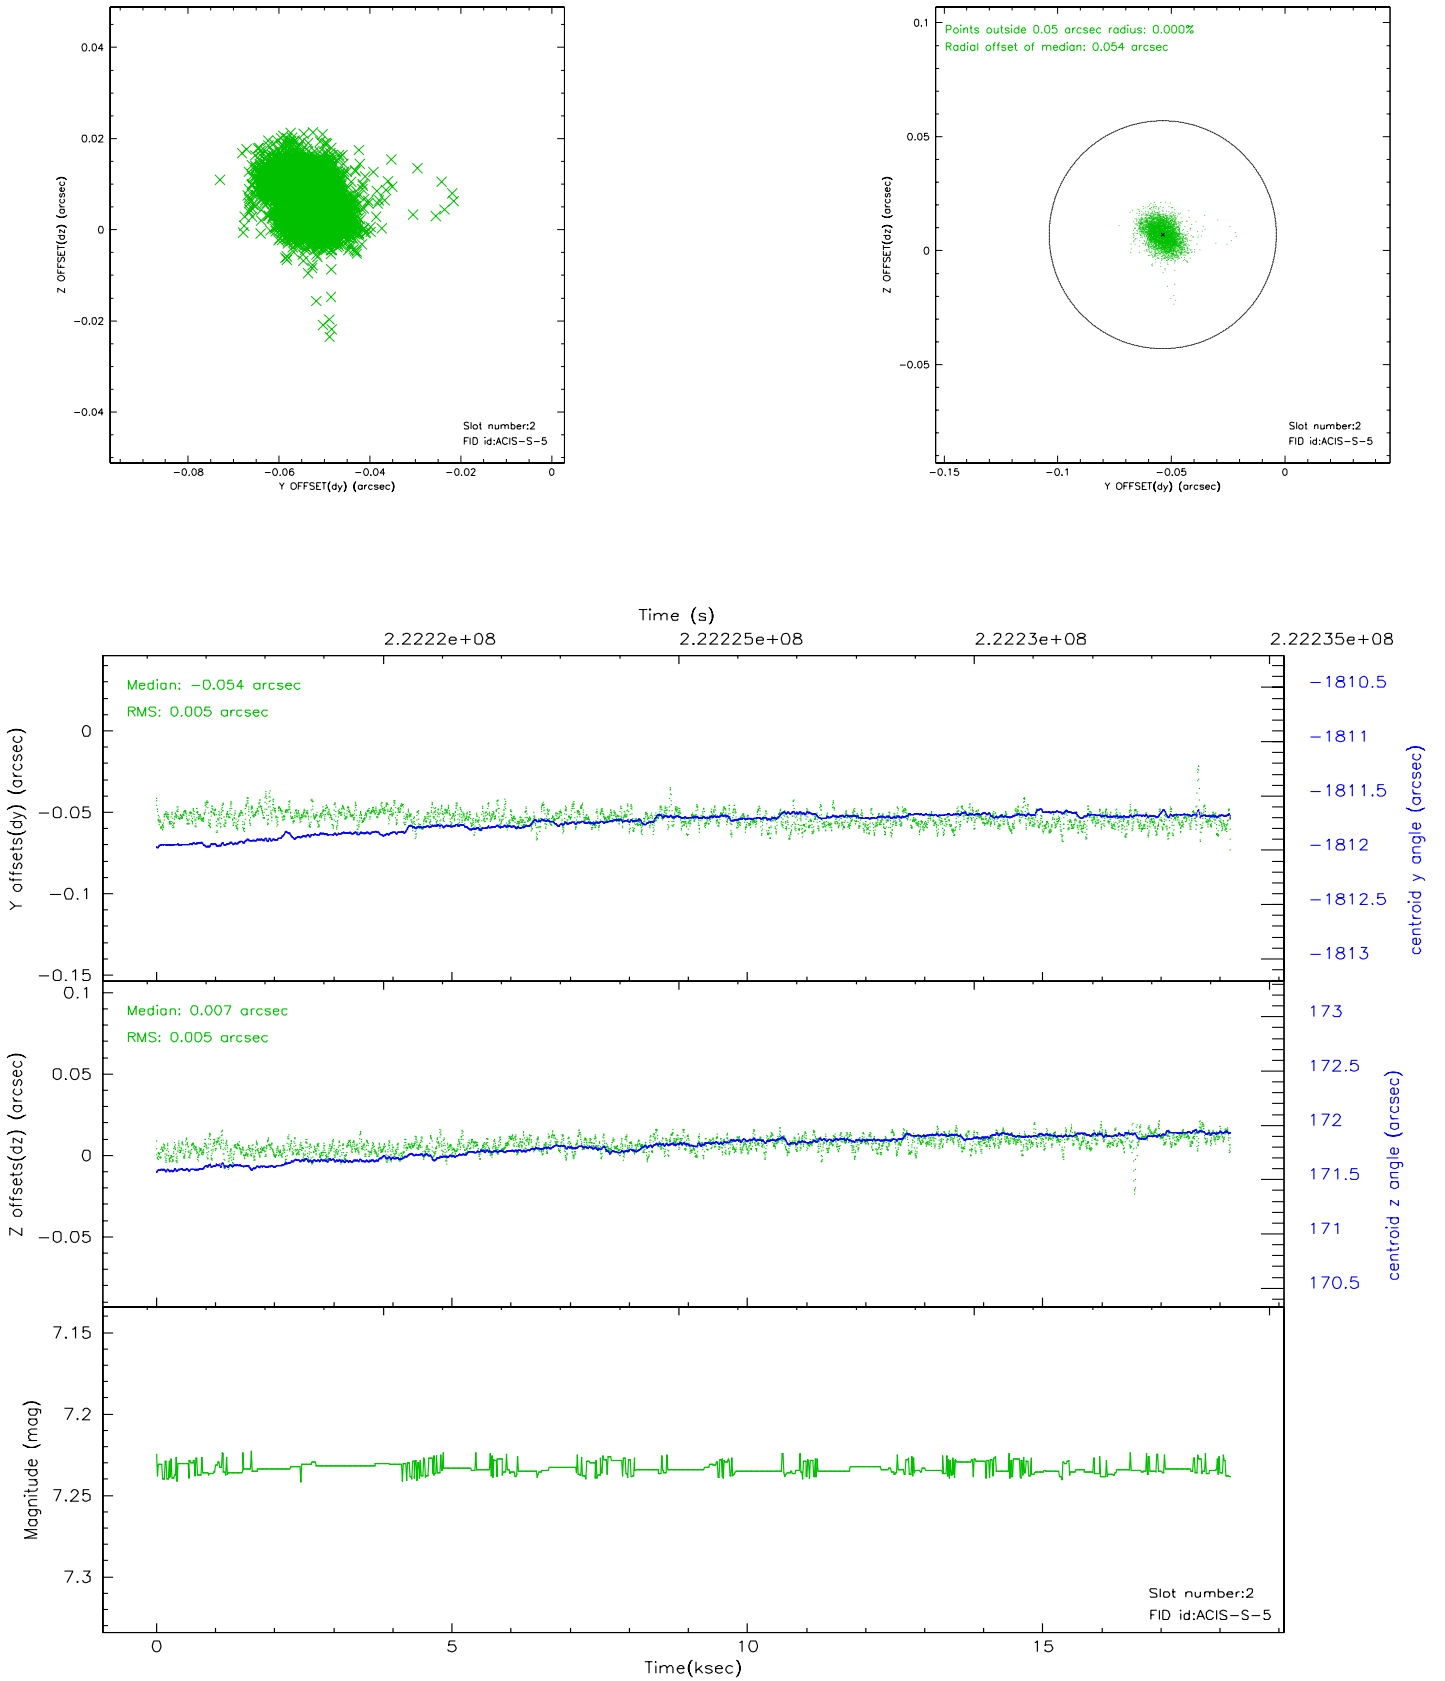 0.04
0.02
0
−0.02
−0.04
Z OFFSET(dz) (arcsec)
Slot number:2
FID id:ACIS−S−5
−0.08
−0.06
−0.04
−0.02
0
Y OFFSET(dy) (arcsec)
Points outside 0.05 arcsec radius: 0.000%
Radial offset of median: 0.054 arcsec
0.1
0.05
0
−0.05
Z OFFSET(dz) (arcsec)
Slot number:2
FID id:ACIS−S−5
−0.15
−0.1
−0.05
0
Y OFFSET(dy) (arcsec)
Time (s)
2.22222e+08
2.222225e+08
2.22223e+08
2.222235e+08
Median: −0.054 arcsec
RMS: 0.005 arcsec
0
−0.05
−0.1
−0.15
Y offsets(dy) (arcsec)
−1810.5
−1811
−1811.5
−1812
−1812.5
−1813
centroid y angle (arcsec)
Median: 0.007 arcsec
RMS: 0.005 arcsec
0.1
0.05
0
−0.05
Z offsets(dz) (arcsec)
173
172.5
172
171.5
171
170.5
centroid z angle (arcsec)
7.15
7.2
7.25
7.3
Magnitude (mag)
Slot number:2
FID id:ACIS−S−5
0
5
10
15
Time(ksec)